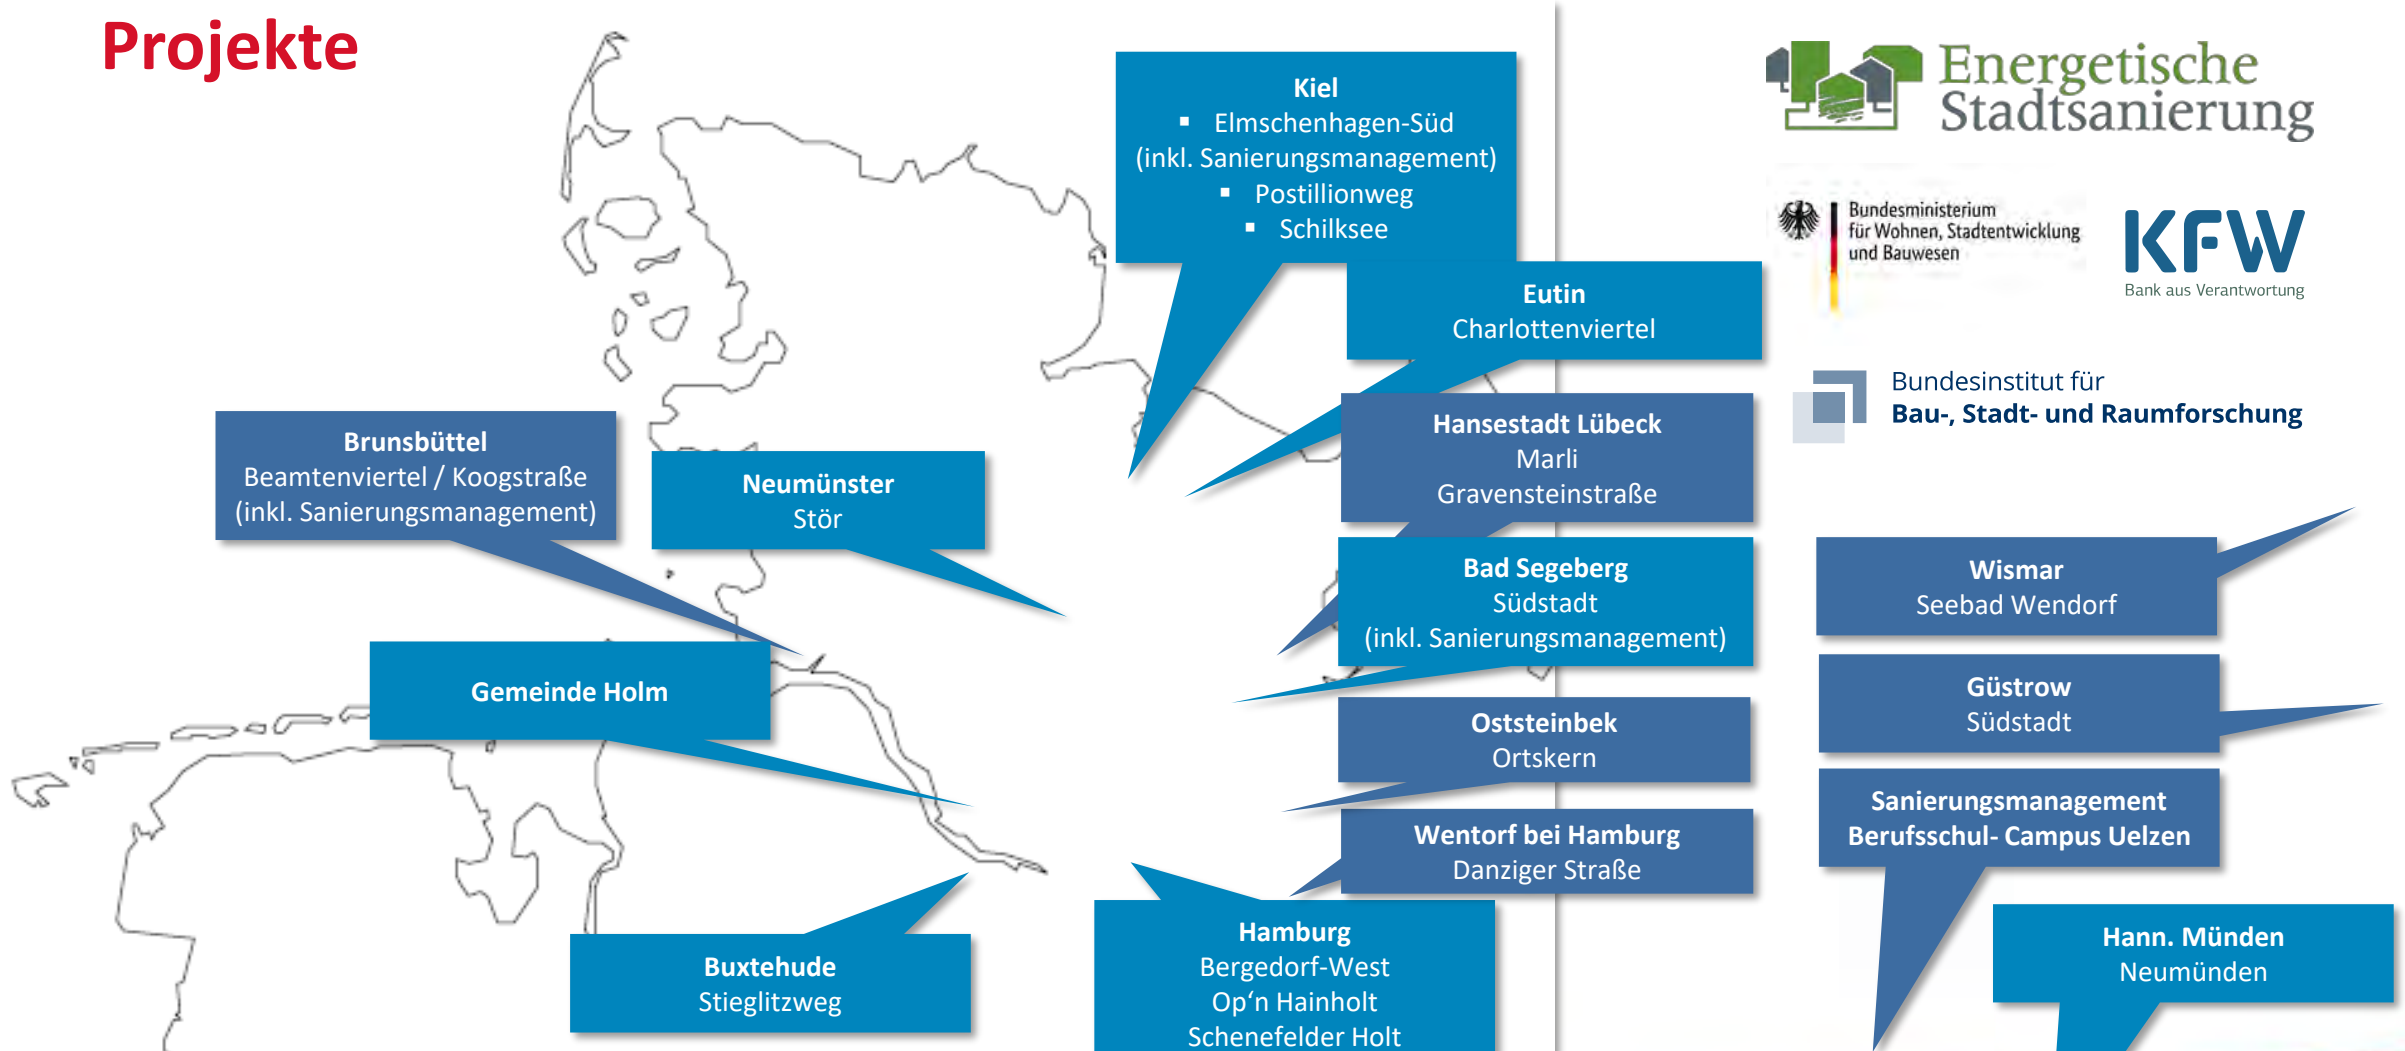 Projekte
Kiel
▪ Elmschenhagen-Süd
(inkl. Sanierungsmanagement)
▪ Postillionweg
▪ Schilksee
Eutin
Charlottenviertel
Hansestadt Lübeck
Marli
Gravensteinstraße
Brunsbüttel
Beamtenviertel / Koogstraße
(inkl. Sanierungsmanagement)
Neumünster
Stör
Bad Segeberg
Südstadt
(inkl. Sanierungsmanagement)
Gemeinde Holm
Oststeinbek
Ortskern
Wentorf bei Hamburg
Danziger Straße
Buxtehude
Stieglitzweg
Hamburg
Bergedorf-West
Op‘n Hainholt
Schenefelder Holt
Energetische
Stadtsanierung
Bundesministerium
für Wohnen, Stadtentwicklung
und Bauwesen
KFW
Bank aus Verantwortung
Bundesinstitut für
Bau-, Stadt- und Raumforschung
Wismar
Seebad Wendorf
Güstrow
Südstadt
Sanierungsmanagement
Berufsschul- Campus Uelzen
Hann. Münden
Neumünden